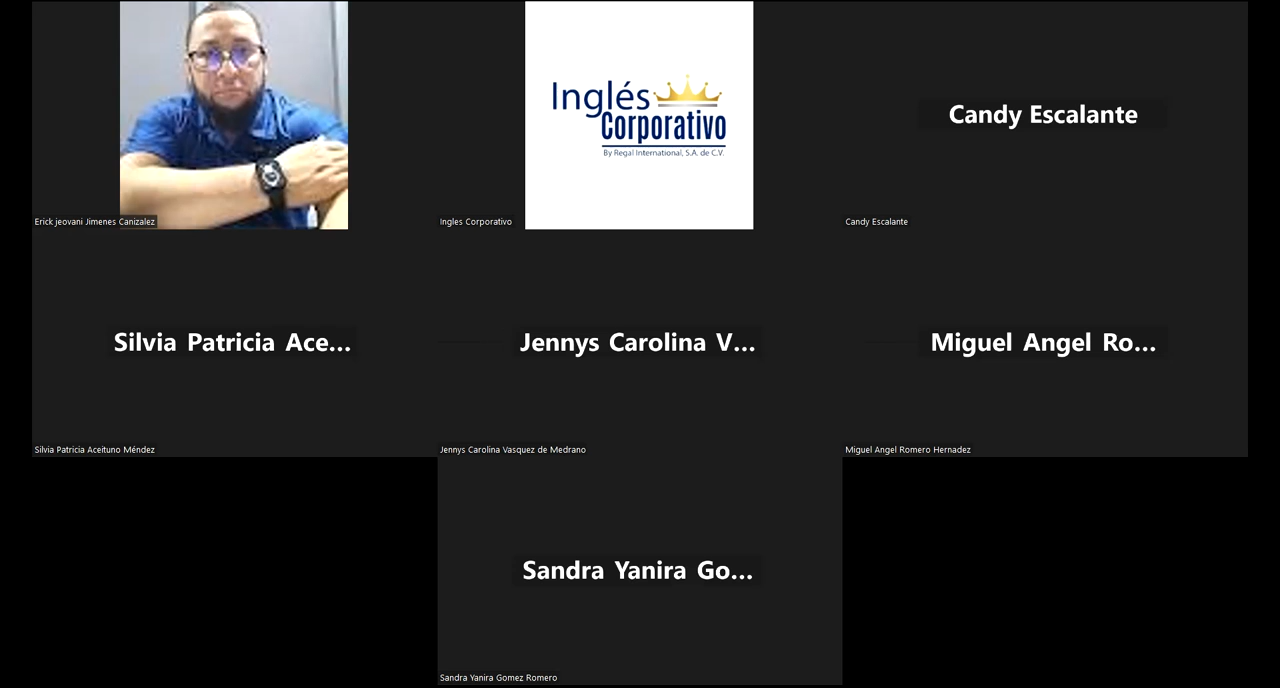 Erick jeovani Jimenes Canizalez
Inglés
Corporativo
By Regal International, S.A. de C.V.
Ingles Corporativo
Candy Escalante
Candy Escalante
Silvia Patricia Ace...
Silvia Patricia Aceituno Méndez
Jennys Carolina V...
Jennys Carolina Vasquez de Medrano
Miguel Angel Ro...
Miguel Angel Romero Hernadez
Sandra Yanira Go...
Sandra Yanira Gomez Romero